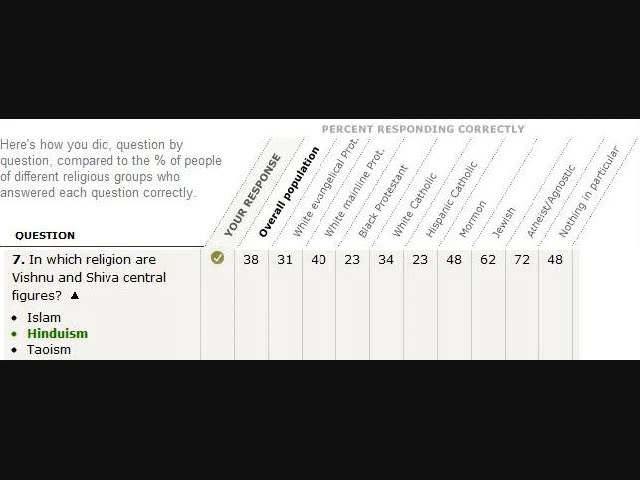 PERCENT RESPONDING CORRECTLY
Here's how you dic, question by
question, compared to the % of people
of different religious groups who
answered each question correctly.
YOUR RESPONSE
Overall population
White evangelical Prot.
White mainline Prot.
Black Protestant
White Catholic
Hispanic Catholic
Mormon
Jewish
Atheist/Agnostic
Nothing in particular
QUESTION
7. In which religion are
Vishnu and Shiva central
figures? ▲
38 31 40 23 34 23 48 62 72 48
• Islam
• Hinduism
• Taoism